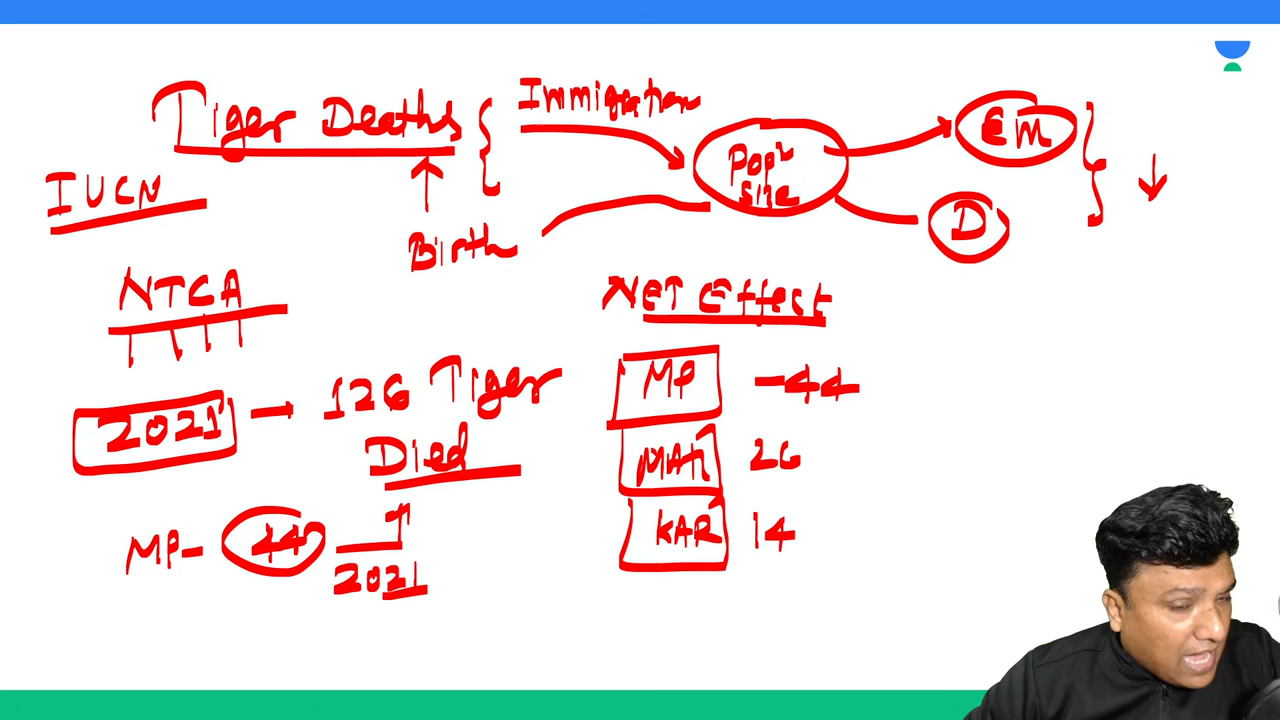 Tiger Deaths
Immigration
Popn
size
Em
D
IUCN
Birth
NTCA
NET Effect
2021 → 126 Tiger
Died
MP - 44
2021
MP - 44
MAH 26
KAR 14